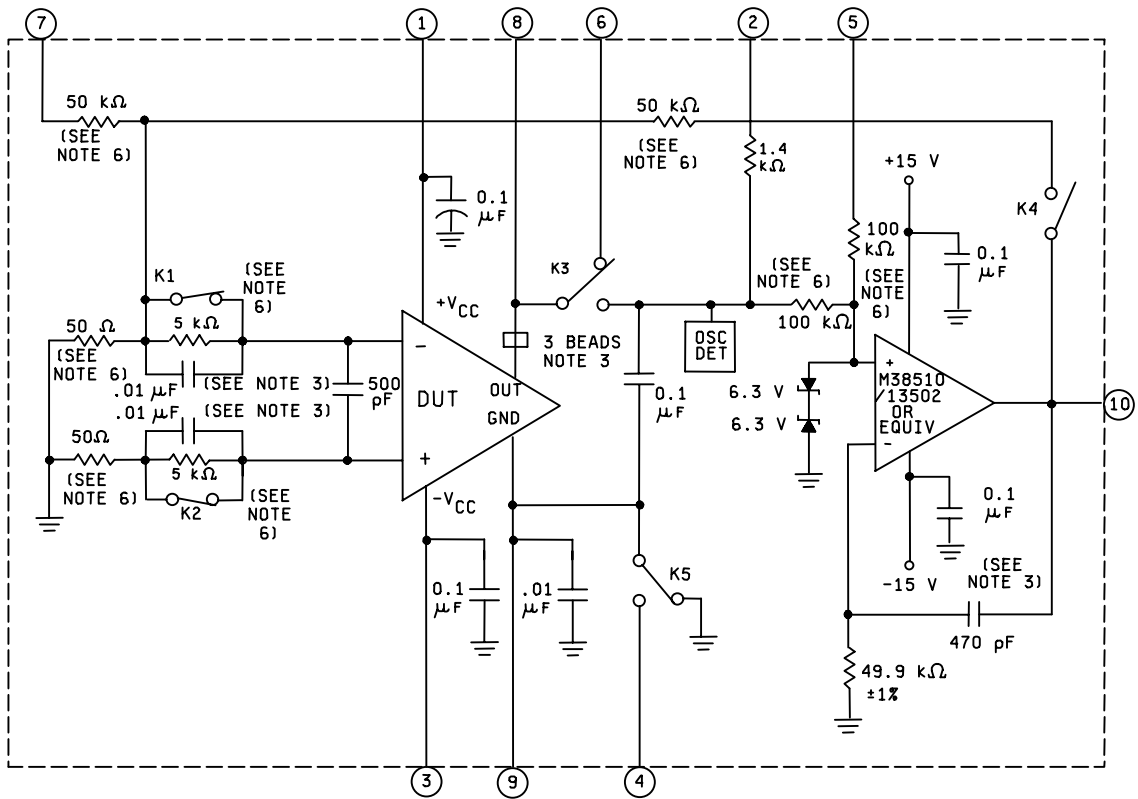 7
1
8
6
2
5
50 kΩ
(SEE
NOTE 6)
50 kΩ
(SEE
NOTE 6)
1.4
kΩ
+15 V
K4
0.1
μF
100
kΩ
0.1
μF
K1
(SEE
NOTE
6)
K3
(SEE
NOTE 6)
(SEE
NOTE
6)
+VCC
50 Ω
5 kΩ
(SEE
NOTE 6)
3 BEADS
NOTE 3
OSC
DET
100 kΩ
−
.01 μF
(SEE NOTE 3)
500
pF
.01 μF
(SEE NOTE 3)
DUT
OUT
GND
0.1
μF
6.3 V
6.3 V
+
M38510
/13502
OR
EQUIV
-
10
50Ω
5 kΩ
+
(SEE
NOTE 6)
K2
(SEE
NOTE
6)
−VCC
0.1
μF
-15 V
(SEE
NOTE 3)
K5
0.1
μF
.01
μF
470 pF
49.9 kΩ
±1%
3
9
4